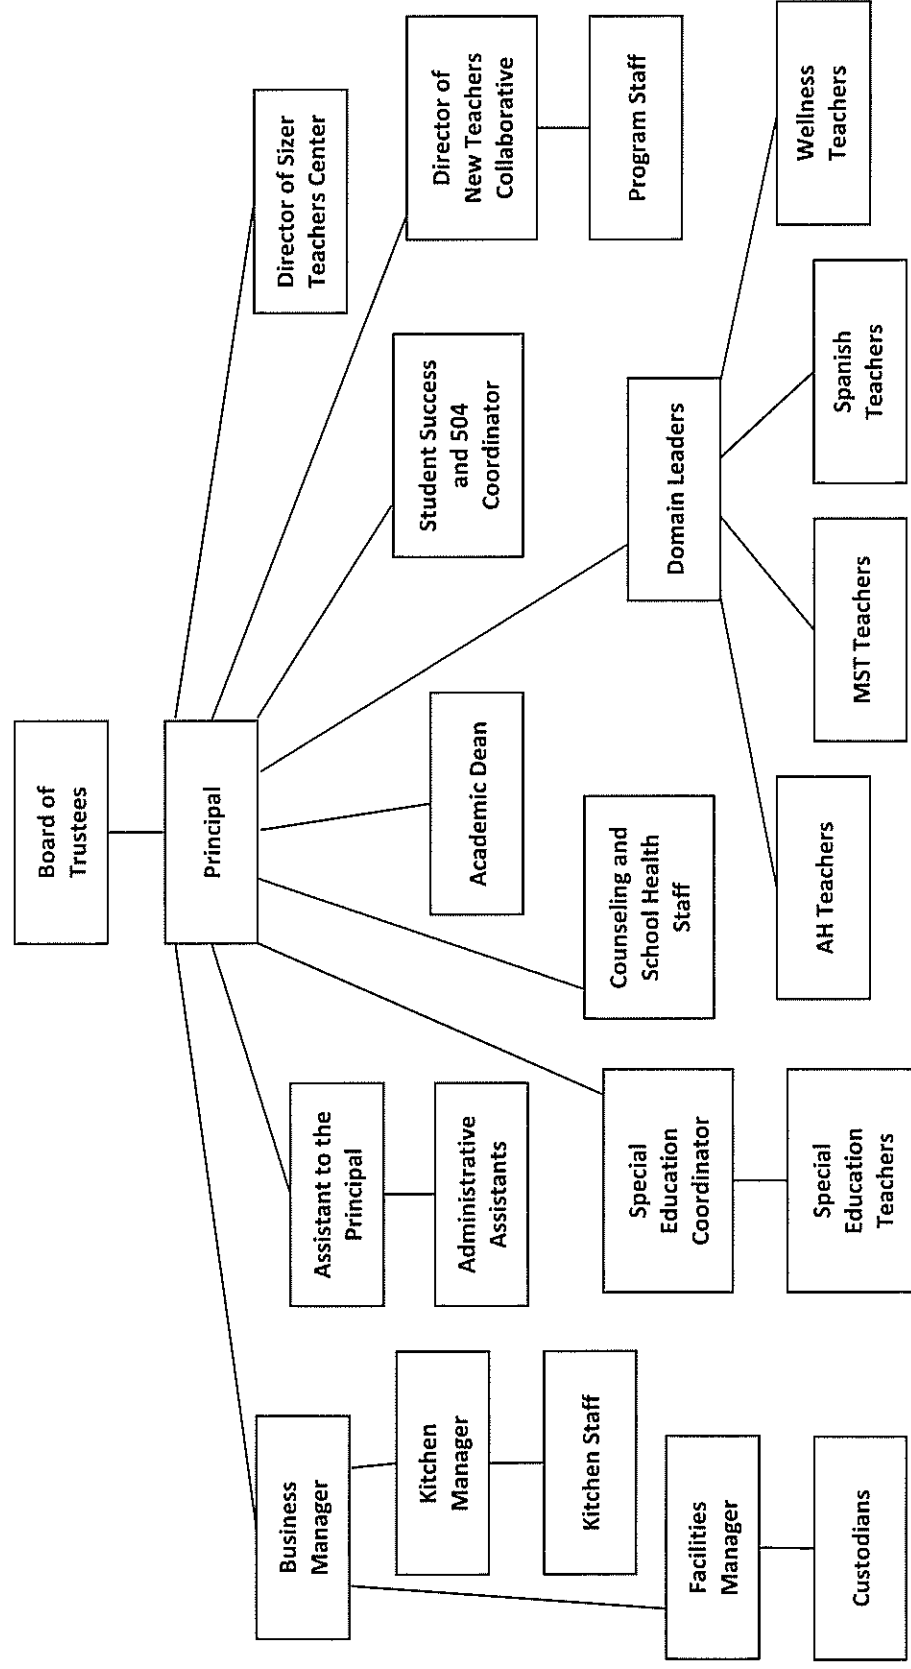 Board of
Trustees
Principal
Business
Manager
Assistant to the
Principal
Director of Sizer
Teachers Center
Kitchen
Manager
Administrative
Assistants
Academic Dean
Student Success
and 504
Coordinator
Director of
New Teachers
Collaborative
Kitchen Staff
Special
Education
Coordinator
Counseling and
School Health
Staff
Domain Leaders
Program Staff
Facilities
Manager
Custodians
Special
Education
Teachers
AH Teachers
MST Teachers
Spanish
Teachers
Wellness
Teachers